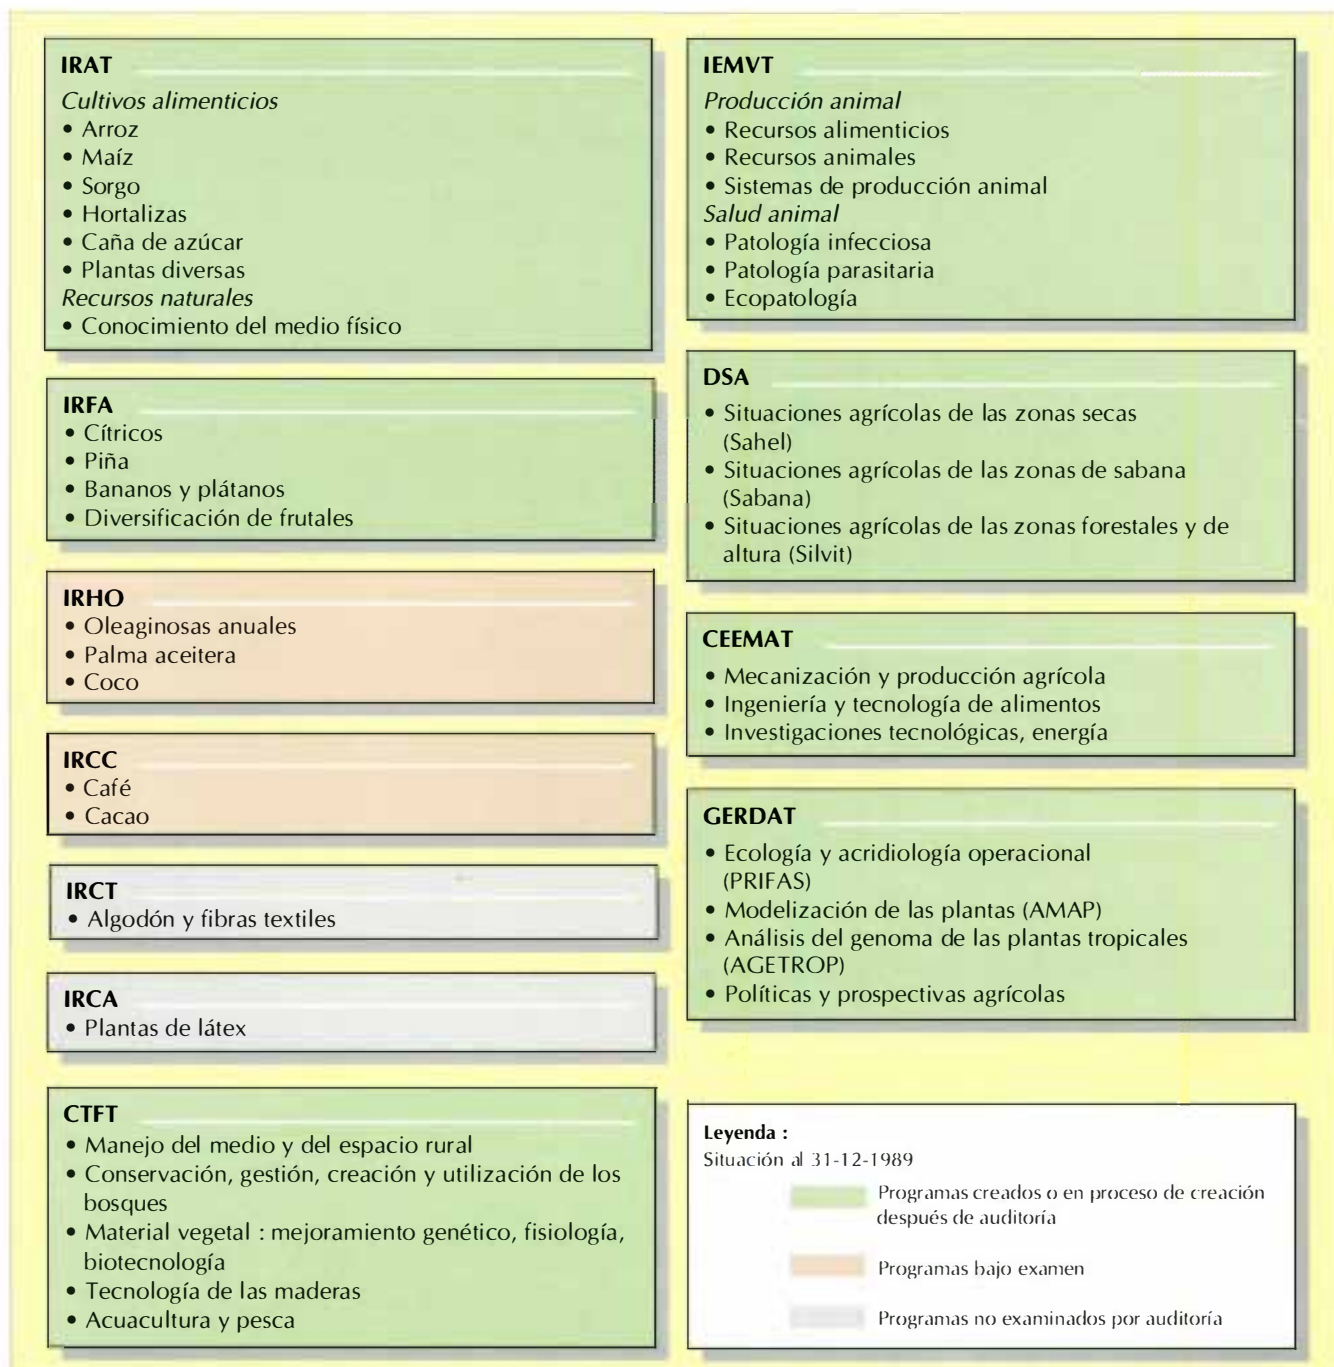 IRAT
Cultivos alimenticios
• Arroz
• Maíz
• Sorgo
• Hortalizas
• Caña de azúcar
• Plantas diversas
Recursos naturales
• Conocimiento del medio físico
IRFA
• Cítricos
• Piña
• Bananos y plátanos
• Diversificación de frutales
IRHO
• Oleaginosas anuales
• Palma aceitera
• Coco
IRCC
• Café
• Cacao
IRCT
• Algodón y fibras textiles
IRCA
• Plantas de látex
CTFT
• Manejo del medio y del espacio rural
• Conservación, gestión, creación y utilización de los
bosques
• Material vegetal : mejoramiento genético, fisiología,
biotecnología
• Tecnología de las maderas
• Acuacultura y pesca
IEMVT
Producción animal
• Recursos alimenticios
• Recursos animales
• Sistemas de producción animal
Salud animal
• Patología infecciosa
• Patología parasitaria
• Ecopatología
DSA
• Situaciones agrícolas de las zonas secas
(Sahel)
• Situaciones agrícolas de las zonas de sabana
(Sabana)
• Situaciones agrícolas de las zonas forestales y de
altura (Silvit)
CEEMAT
• Mecanización y producción agrícola
• Ingeniería y tecnología de alimentos
• Investigaciones tecnológicas, energía
GERDAT
• Ecología y acridiología operacional
(PRIFAS)
• Modelización de las plantas (AMAP)
• Análisis del genoma de las plantas tropicales
(AGETROP)
• Políticas y prospectivas agrícolas
Leyenda :
Situación al 31-12-1989
Programas creados o en proceso de creación
después de auditoría
Programas bajo examen
Programas no examinados por auditoría